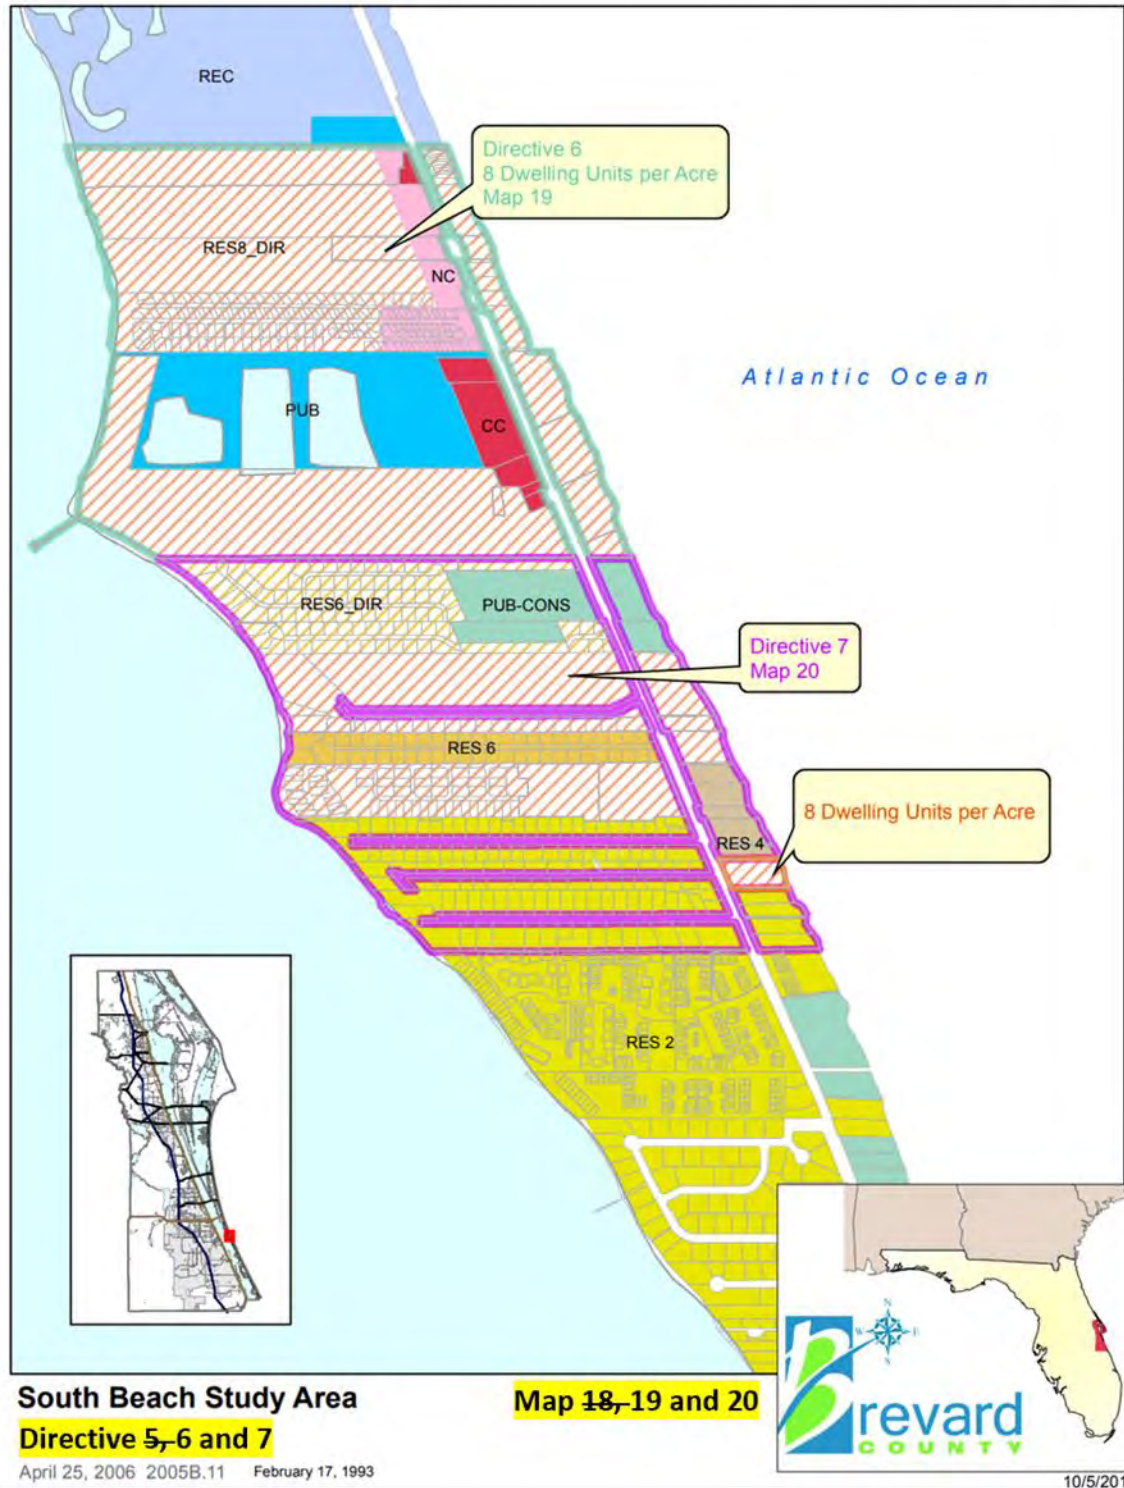 REC
Directive 6
8 Dwelling Units per Acre
Map 19
RES8_DIR
NC
Atlantic Ocean
PUB
CC
RES6_DIR
PUB-CONS
Directive 7
Map 20
RES 6
8 Dwelling Units per Acre
RES 4
RES 2
N
W E
S
revard
COUNTY
South Beach Study Area
Map 18, 19 and 20
Directive 5, 6 and 7
April 25, 2006 2005B.11 February 17, 1993
10/5/201